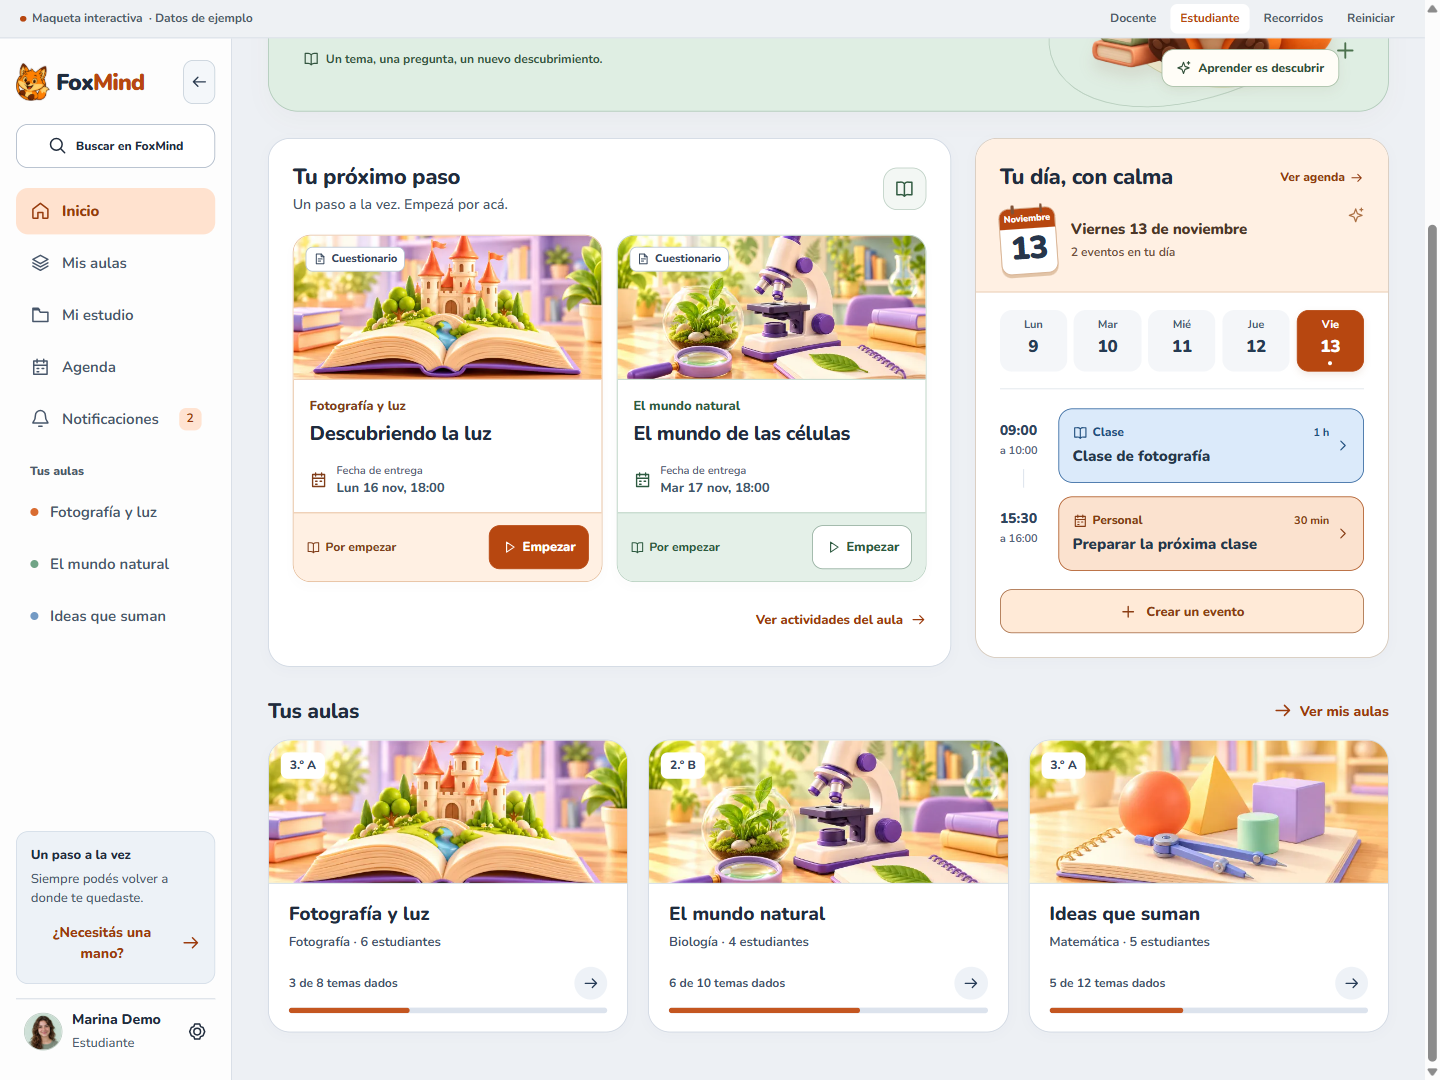 Maqueta interactiva · Datos de ejemplo
Docente
Estudiante
Recorridos
Reiniciar
FoxMind
Buscar en FoxMind
Inicio
Mis aulas
Mi estudio
Agenda
Notificaciones 2
Tus aulas
Fotografía y luz
El mundo natural
Ideas que suman
Un paso a la vez
Siempre podés volver a
donde te quedaste.
¿Necesitás una
mano?
Marina Demo
Estudiante
Un tema, una pregunta, un nuevo descubrimiento.
Aprender es descubrir
Tu próximo paso
Un paso a la vez. Empezá por acá.
Cuestionario
Fotografía y luz
Descubriendo la luz
Fecha de entrega
Lun 16 nov, 18:00
Por empezar
Empezar
Cuestionario
El mundo natural
El mundo de las células
Fecha de entrega
Mar 17 nov, 18:00
Por empezar
Empezar
Ver actividades del aula
Tu día, con calma
Ver agenda
Noviembre
13
Viernes 13 de noviembre
2 eventos en tu día
Lun
9
Mar
10
Mié
11
Jue
12
Vie
13
09:00
a 10:00
Clase
1 h
Clase de fotografía
15:30
a 16:00
Personal
30 min
Preparar la próxima clase
Crear un evento
Tus aulas
Ver mis aulas
3.º A
Fotografía y luz
Fotografía · 6 estudiantes
3 de 8 temas dados
2.º B
El mundo natural
Biología · 4 estudiantes
6 de 10 temas dados
3.º A
Ideas que suman
Matemática · 5 estudiantes
5 de 12 temas dados